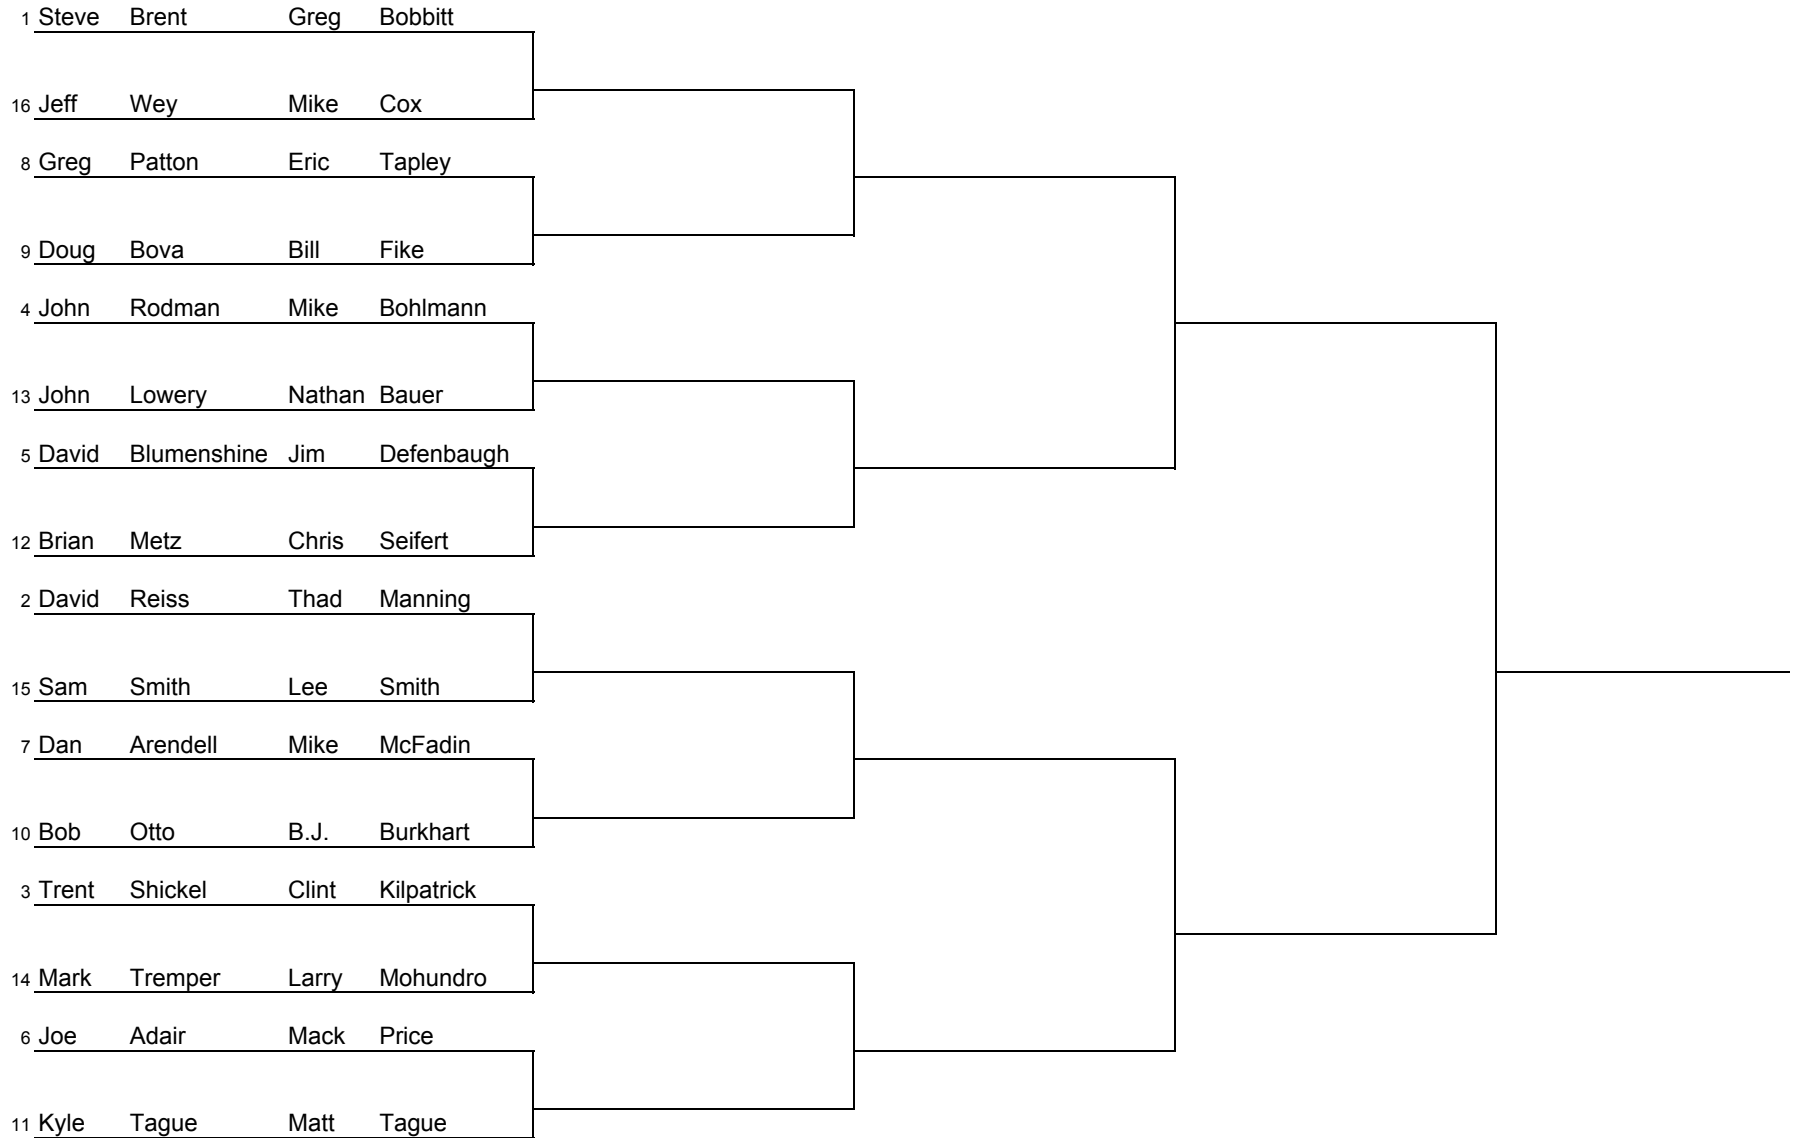 1 Steve Brent Greg Bobbitt
16 Jeff Wey Mike Cox
8 Greg Patton Eric Tapley
9 Doug Bova Bill Fike
4 John Rodman Mike Bohlmann
13 John Lowery Nathan Bauer
5 David Blumenshine Jim Defenbaugh
12 Brian Metz Chris Seifert
2 David Reiss Thad Manning
15 Sam Smith Lee Smith
7 Dan Arendell Mike McFadin
10 Bob Otto B.J. Burkhart
3 Trent Shickel Clint Kilpatrick
14 Mark Tremper Larry Mohundro
6 Joe Adair Mack Price
11 Kyle Tague Matt Tague